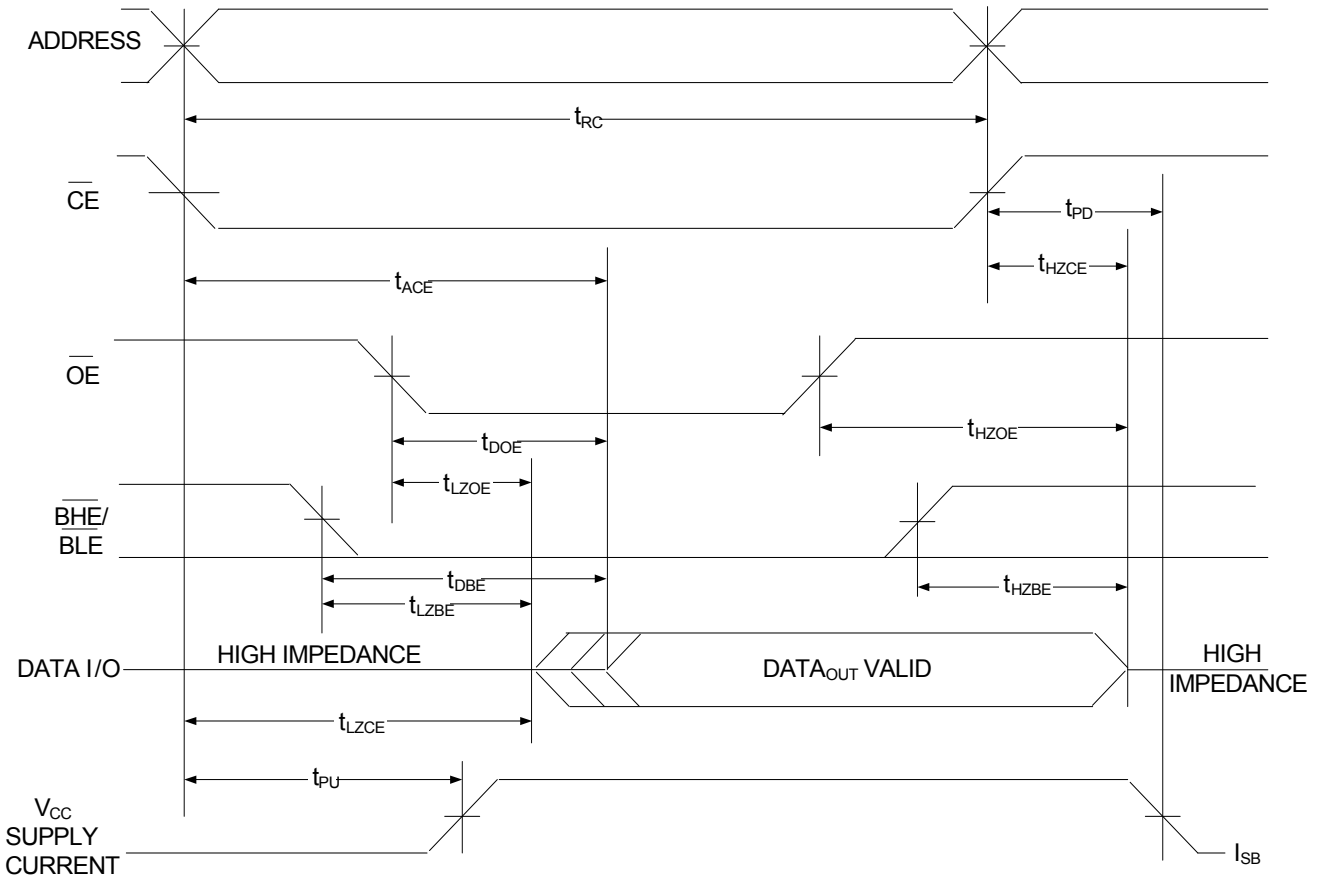 ADDRESS
tRC
CE
tPD
tHZCE
tACE
OE
tHZOE
tDOE
tLZOE
BHE/
BLE
tDBE
tHZBE
tLZBE
DATA I/O
HIGH IMPEDANCE
DATAOUT VALID
HIGH
IMPEDANCE
tLZCE
tPU
VCC
SUPPLY
CURRENT
ISB